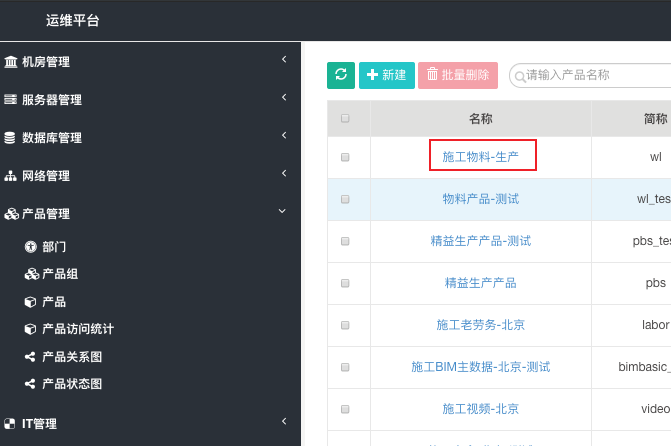 运维平台
机房管理
服务器管理
数据库管理
网络管理
产品管理
部门
产品组
产品
产品访问统计
产品关系图
产品状态图
IT管理
新建 批量删除 请输入产品名称
名称 简称
施工物料-生产 wl
物料产品-测试 wl_tes
精益生产产品-测试 pbs_tes
精益生产产品 pbs
施工老劳务-北京 labor
施工BIM主数据-北京-测试 bimbasic_
施工视频-北京 video